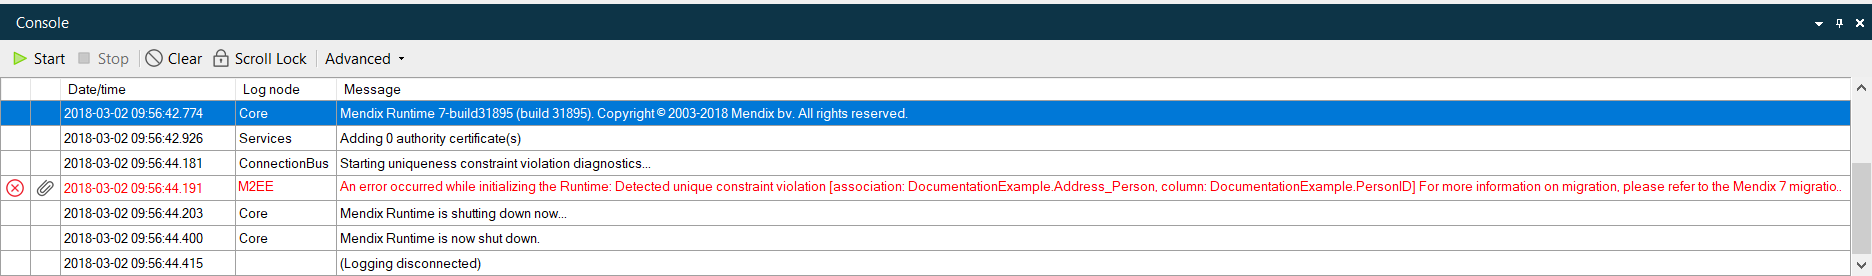 Console
Start Stop Clear Scroll Lock Advanced
Date/time Log node Message
2018-03-02 09:56:42.774 Core Mendix Runtime 7-build31895 (build 31895). Copyright © 2003-2018 Mendix bv. All rights reserved.
2018-03-02 09:56:42.926 Services Adding 0 authority certificate(s)
2018-03-02 09:56:44.181 ConnectionBus Starting uniqueness constraint violation diagnostics...
2018-03-02 09:56:44.191 M2EE An error occurred while initializing the Runtime: Detected unique constraint violation [association: DocumentationExample.Address_Person, column: DocumentationExample.PersonID] For more information on migration, please refer to the Mendix 7 migratio...
2018-03-02 09:56:44.203 Core Mendix Runtime is shutting down now...
2018-03-02 09:56:44.400 Core Mendix Runtime is now shut down.
2018-03-02 09:56:44.415 (Logging disconnected)